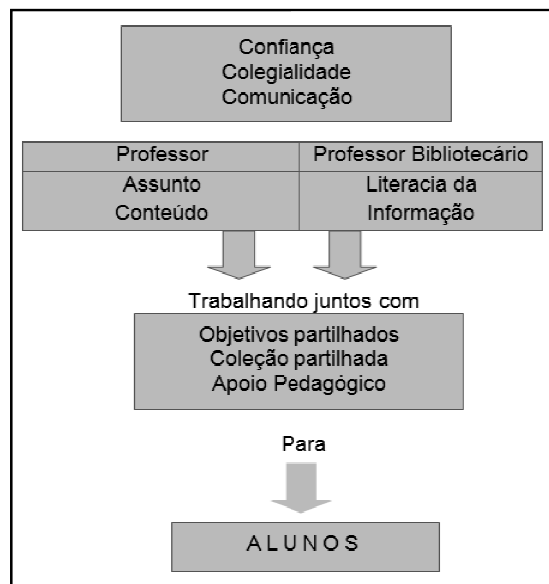 Confiança
Colegialidade
Comunicação
Professor
Professor Bibliotecário
Assunto
Conteúdo
Literacia da
Informação
Trabalhando juntos com
Objetivos partilhados
Coleção partilhada
Apoio Pedagógico
Para
A L U N O S